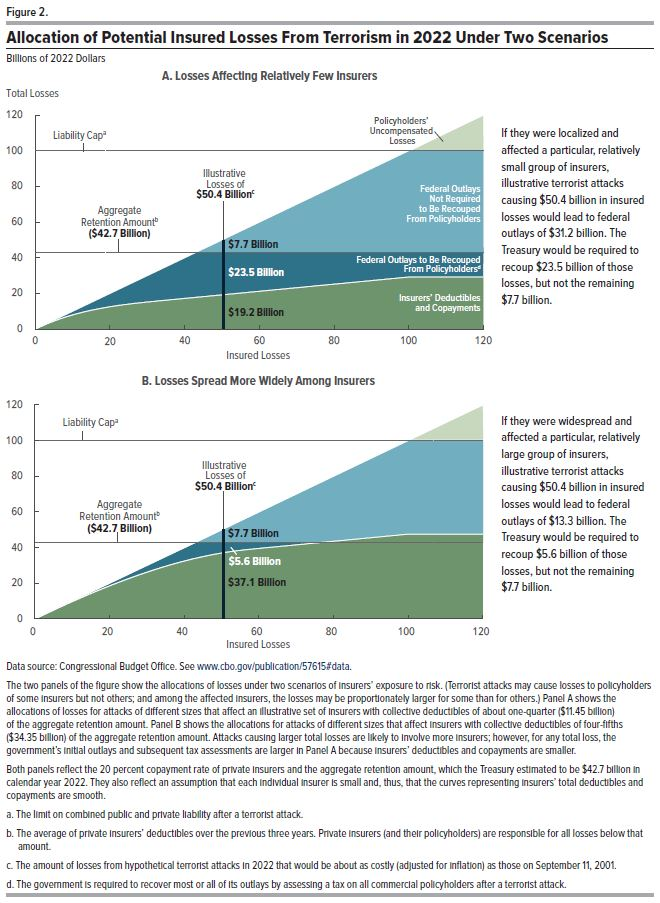 Figure 2.
Allocation of Potential Insured Losses From Terrorism in 2022 Under Two Scenarios
Billions of 2022 Dollars
A. Losses Affecting Relatively Few Insurers
Total Losses
120
100
80
60
40
20
0
Liability Capᵃ
Policyholders'
Uncompensated
Losses
Illustrative
Losses of
$50.4 Billionᶜ
Aggregate
Retention Amountᵇ
($42.7 Billion)
Federal Outlays
Not Required
to Be Recouped
From Policyholders
$7.7 Billion
Federal Outlays to Be Recouped
From Policyholdersᵈ
$23.5 Billion
Insurers' Deductibles
and Copayments
$19.2 Billion
0 20 40 60 80 100 120
Insured Losses
If they were localized and
affected a particular, relatively
small group of insurers,
illustrative terrorist attacks
causing $50.4 billion in insured
losses would lead to federal
outlays of $31.2 billion. The
Treasury would be required to
recoup $23.5 billion of those
losses, but not the remaining
$7.7 billion.
B. Losses Spread More Widely Among Insurers
120
100
80
60
40
20
0
Liability Capᵃ
Illustrative
Losses of
$50.4 Billionᶜ
Aggregate
Retention Amountᵇ
($42.7 Billion)
$7.7 Billion
$5.6 Billion
$37.1 Billion
0 20 40 60 80 100 120
Insured Losses
If they were widespread and
affected a particular, relatively
large group of insurers,
illustrative terrorist attacks
causing $50.4 billion in insured
losses would lead to federal
outlays of $13.3 billion. The
Treasury would be required to
recoup $5.6 billion of those
losses, but not the remaining
$7.7 billion.
Data source: Congressional Budget Office. See www.cbo.gov/publication/57615#data.
The two panels of the figure show the allocations of losses under two scenarios of insurers' exposure to risk. (Terrorist attacks may cause losses to policyholders
of some insurers but not others; and among the affected insurers, the losses may be proportionately larger for some than for others.) Panel A shows the
allocations of losses for attacks of different sizes that affect an illustrative set of insurers with collective deductibles of about one-quarter ($11.45 billion)
of the aggregate retention amount. Panel B shows the allocations for attacks of different sizes that affect insurers with collective deductibles of four-fifths
($34.35 billion) of the aggregate retention amount. Attacks causing larger total losses are likely to involve more insurers; however, for any total loss, the
government's initial outlays and subsequent tax assessments are larger in Panel A because insurers' deductibles and copayments are smaller.
Both panels reflect the 20 percent copayment rate of private insurers and the aggregate retention amount, which the Treasury estimated to be $42.7 billion in
calendar year 2022. They also reflect an assumption that each individual insurer is small and, thus, that the curves representing insurers' total deductibles and
copayments are smooth.
a. The limit on combined public and private liability after a terrorist attack.
b. The average of private insurers' deductibles over the previous three years. Private insurers (and their policyholders) are responsible for all losses below that
amount.
c. The amount of losses from hypothetical terrorist attacks in 2022 that would be about as costly (adjusted for inflation) as those on September 11, 2001.
d. The government is required to recover most or all of its outlays by assessing a tax on all commercial policyholders after a terrorist attack.